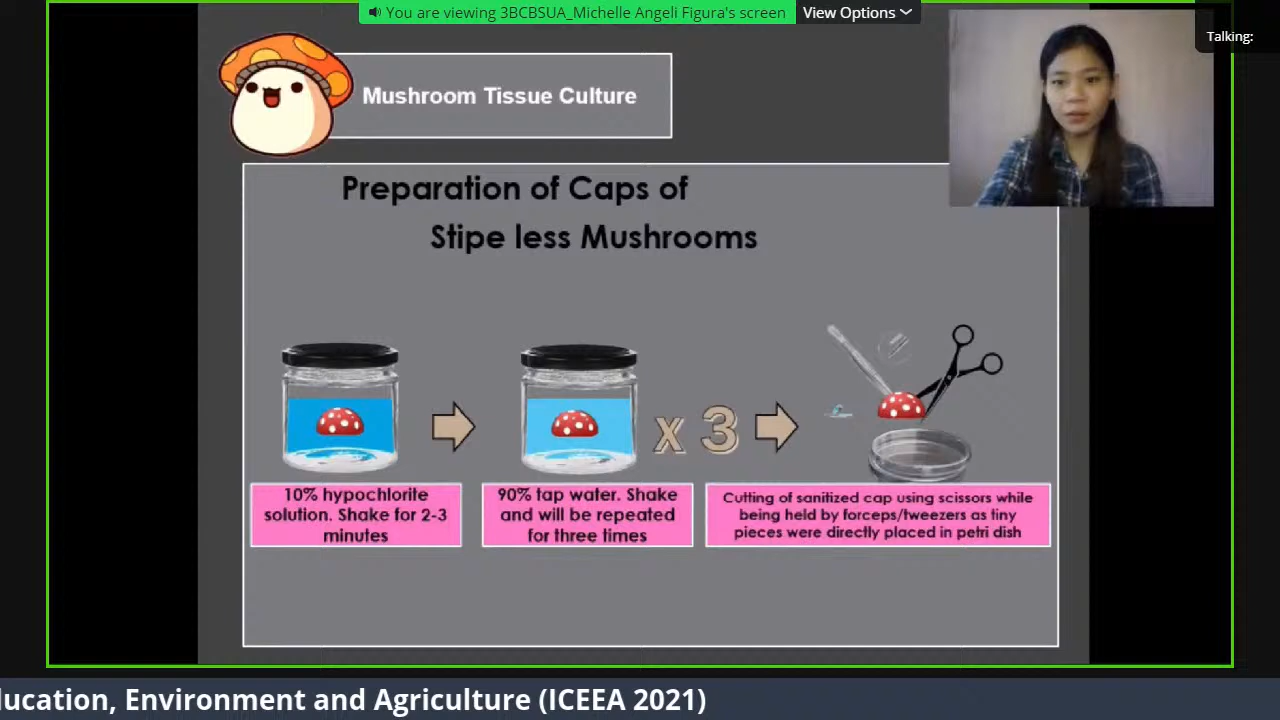 You are viewing 3BCBSUA_Michelle Angeli Figura's screen
View Options
Talking:
Mushroom Tissue Culture
Preparation of Caps of
Stipe less Mushrooms
x 3
10% hypochlorite
solution. Shake for 2-3
minutes
90% tap water. Shake
and will be repeated
for three times
Cutting of sanitized cap using scissors while
being held by forceps/tweezers as tiny
pieces were directly placed in petri dish
ducation, Environment and Agriculture (ICEEA 2021)